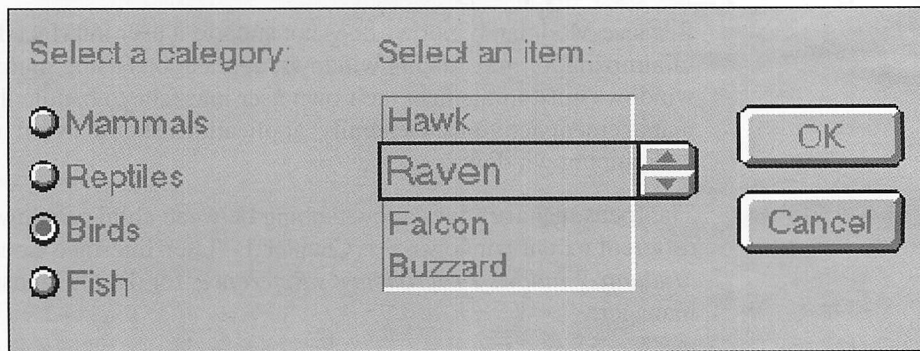 Select a category:
Mammals
Reptiles
Birds
Fish
Select an item:
Hawk
Raven
Falcon
Buzzard
OK
Cancel